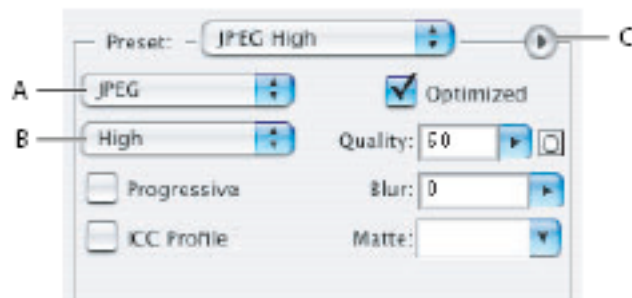 Preset: JPEG High
C
A JPEG
Optimized
B High
Quality: 60
Progressive
Blur: 0
ICC Profile
Matte: